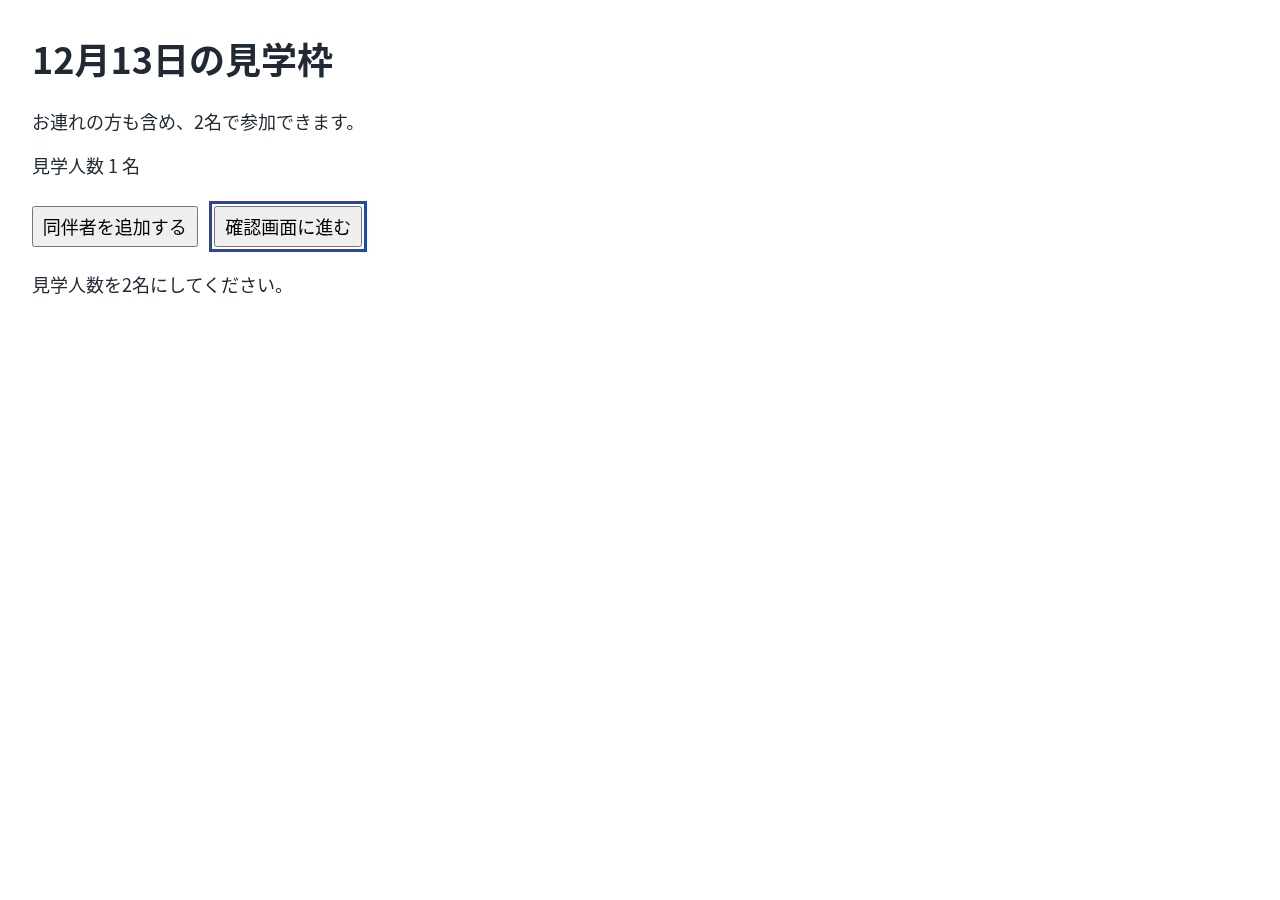 12月13日の見学枠
お連れの方も含め、2名で参加できます。
見学人数 1 名
同伴者を追加する 確認画面に進む
見学人数を2名にしてください。